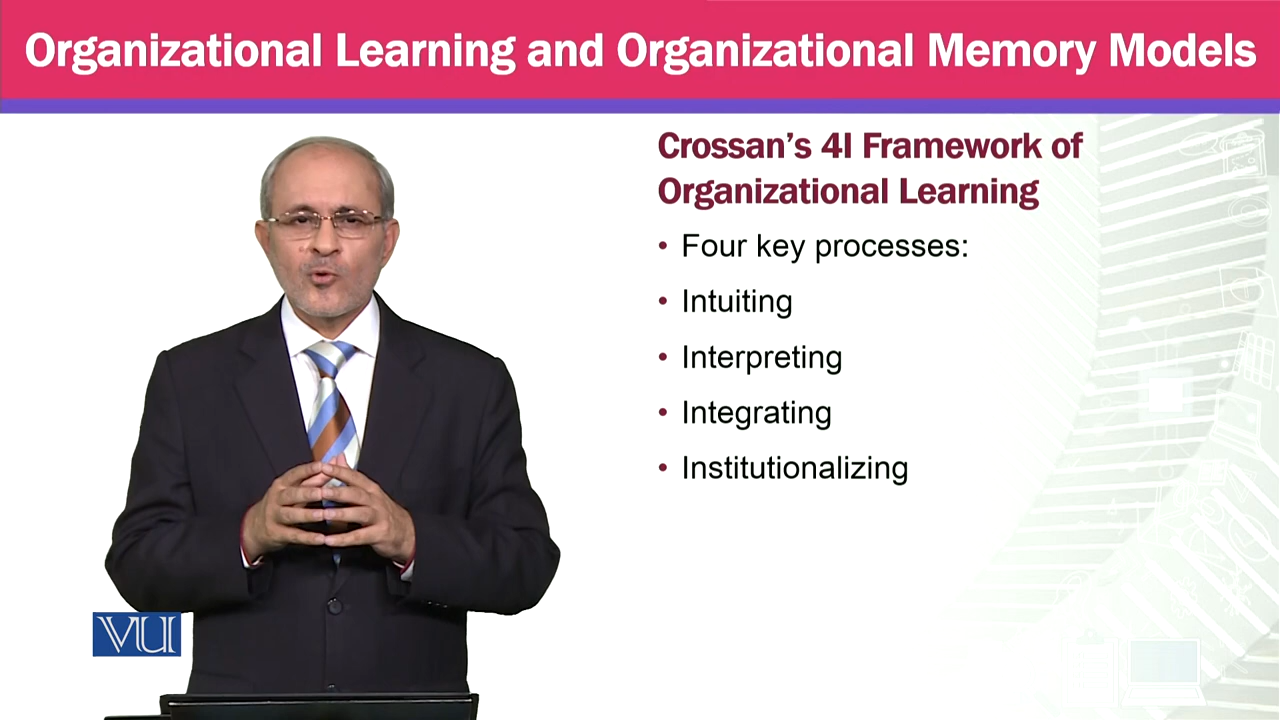 Organizational Learning and Organizational Memory Models
Crossan's 4I Framework of
Organizational Learning
• Four key processes:
• Intuiting
• Interpreting
• Integrating
• Institutionalizing
VU